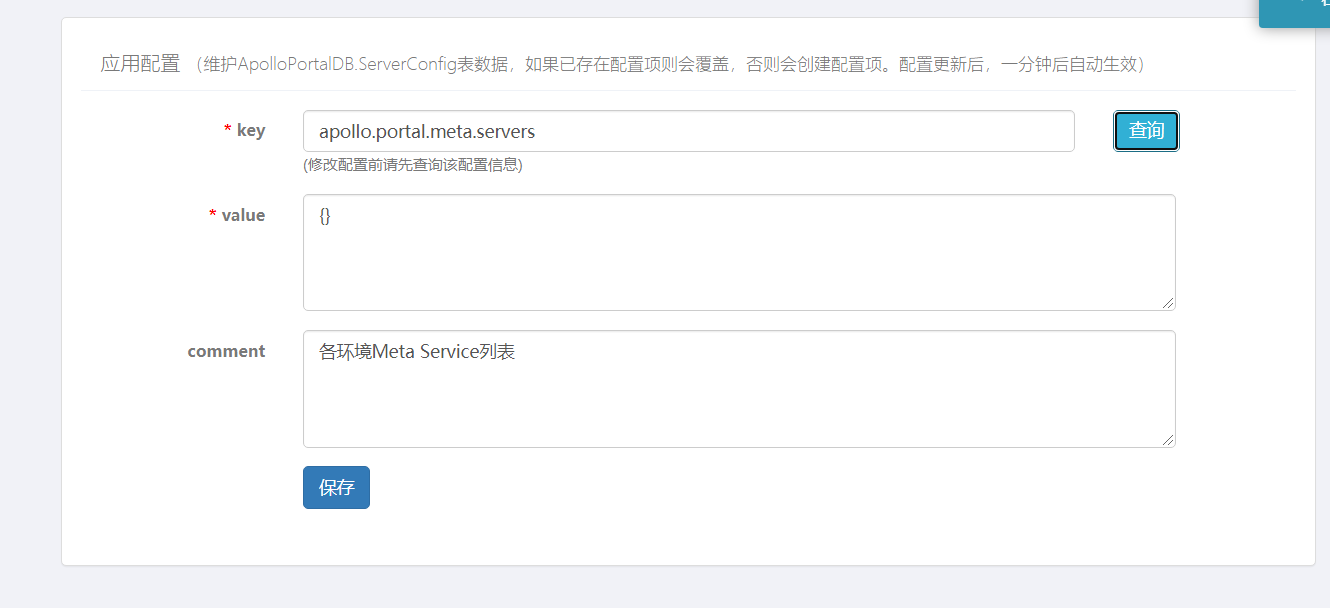 应用配置 （维护ApolloPortalDB.ServerConfig表数据，如果已存在配置项则会覆盖，否则会创建配置项。配置更新后，一分钟后自动生效）
* key apollo.portal.meta.servers 查询
(修改配置前请先查询该配置信息)
* value {}
comment 各环境Meta Service列表
保存